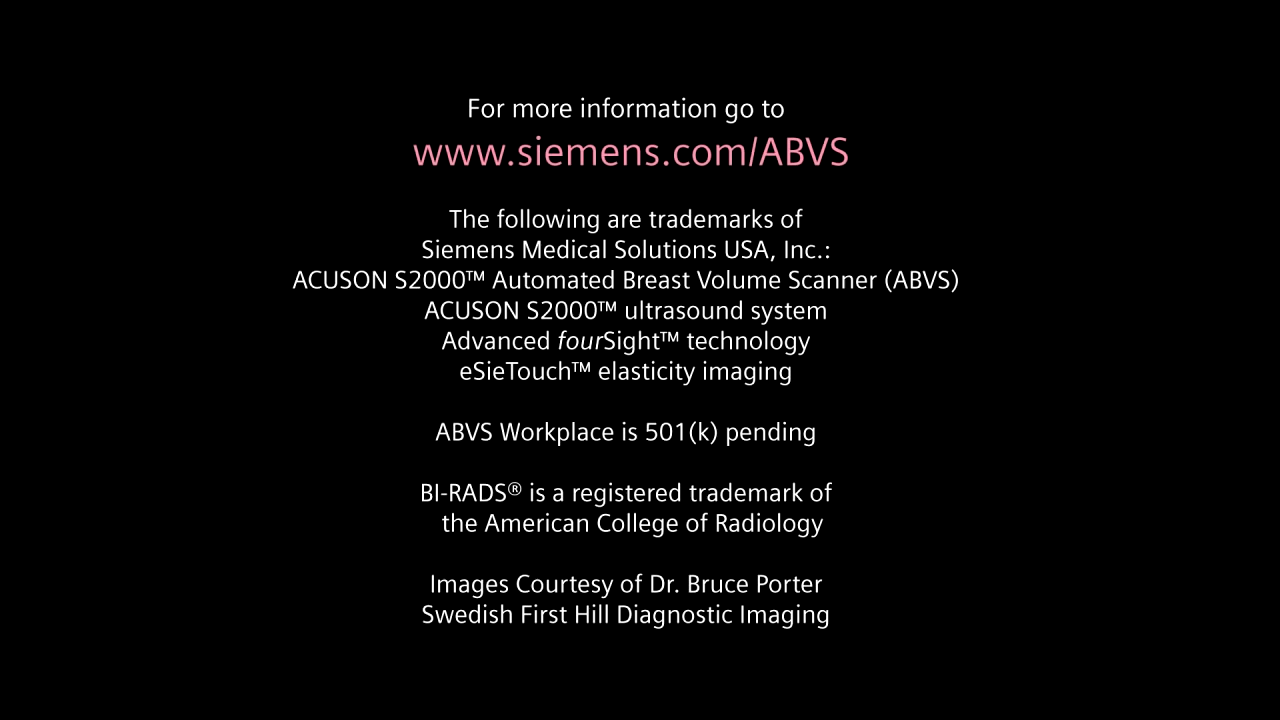 For more information go to
www.siemens.com/ABVS
The following are trademarks of
Siemens Medical Solutions USA, Inc.:
ACUSON S2000™ Automated Breast Volume Scanner (ABVS)
ACUSON S2000™ ultrasound system
Advanced fourSight™ technology
eSieTouch™ elasticity imaging
ABVS Workplace is 501(k) pending
BI-RADS® is a registered trademark of
the American College of Radiology
Images Courtesy of Dr. Bruce Porter
Swedish First Hill Diagnostic Imaging